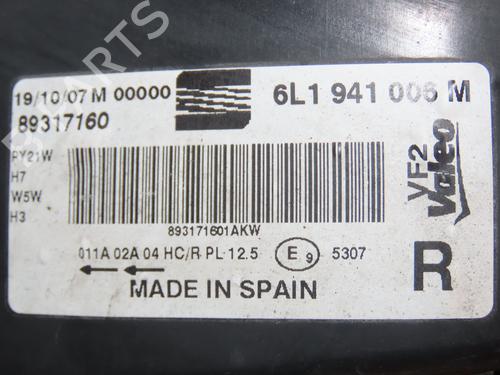 19/10/07 M 00000
6L1 941 006 M
89317160
PY21W
H7
W5W
H3
893171601AKW
VF2
Valeo
011A 02A 04 HC/R PL 12.5 E9 5307
R
MADE IN SPAIN
PARTS